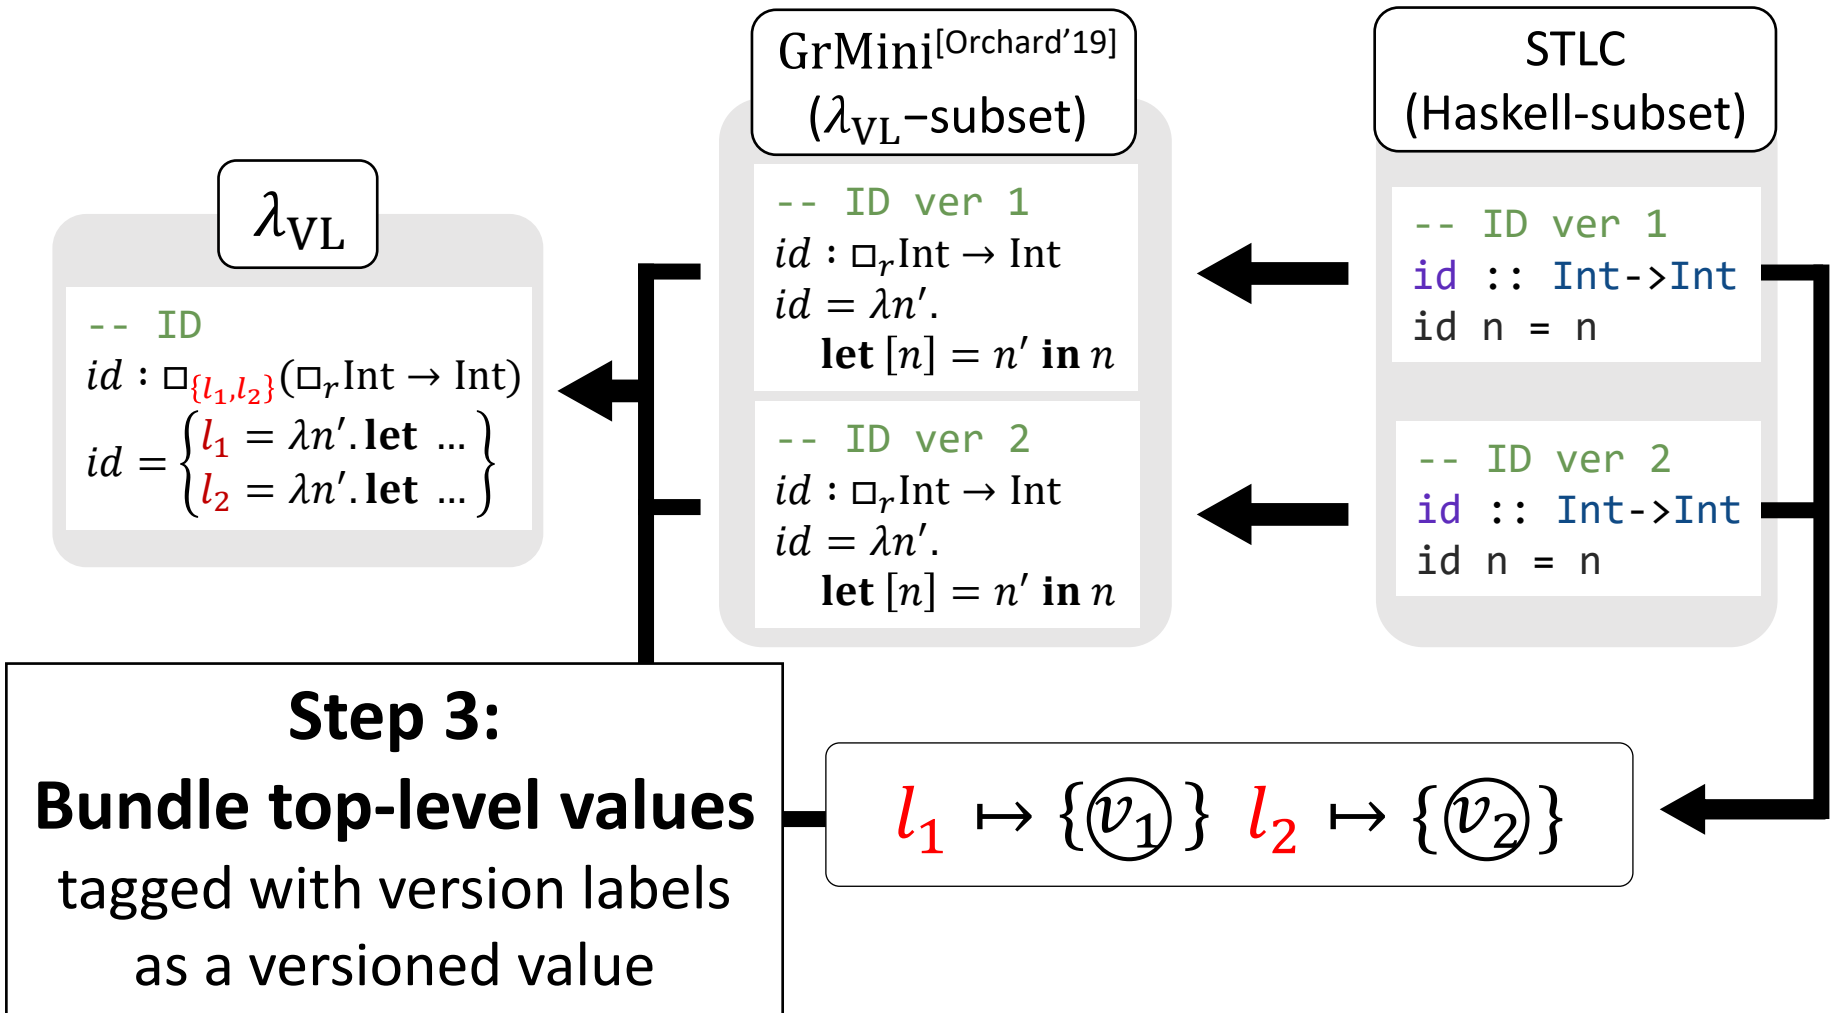 λVL
-- ID
id : □r{l1,l2}(□rInt → Int)
id = {l1 = λn′. let ...
l2 = λn′. let ...}
GrMini[Orchard’19]
(λVL−subset)
-- ID ver 1
id : □rInt → Int
id = λn′.
let [n] = n′ in n
-- ID ver 2
id : □rInt → Int
id = λn′.
let [n] = n′ in n
STLC
(Haskell-subset)
-- ID ver 1
id :: Int->Int
id n = n
-- ID ver 2
id :: Int->Int
id n = n
Step 3:
Bundle top-level values
tagged with version labels
as a versioned value
l1 ↦ {v1} l2 ↦ {v2}